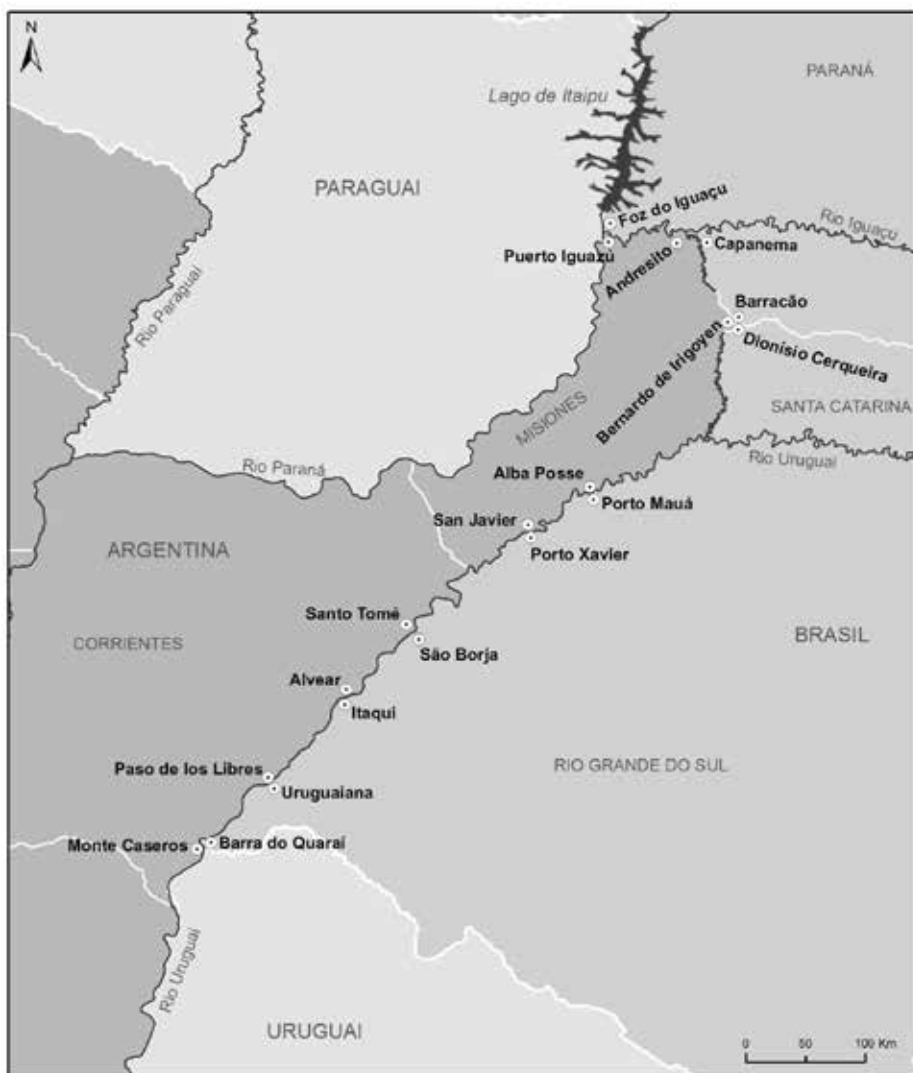 N
PARANÁ
Lago de Itaipu
PARAGUAI
Foz do Iguaçu
Rio Iguaçu
Puerto Iguazú
Andresito
Capanema
Rio Paraguai
Barracão
Bernardo de Irigoyen
Dionísio Cerqueira
MISIONES
SANTA CATARINA
Rio Paraná
Rio Uruguai
Alba Posse
Porto Mauá
San Javier
Porto Xavier
ARGENTINA
Santo Tomé
CORRIENTES
São Borja
BRASIL
Alvear
Itaqui
RIO GRANDE DO SUL
Paso de los Libres
Uruguaiana
Monte Caseros
Barra do Quaraí
Rio Uruguai
URUGUAI
0 50 100 Km